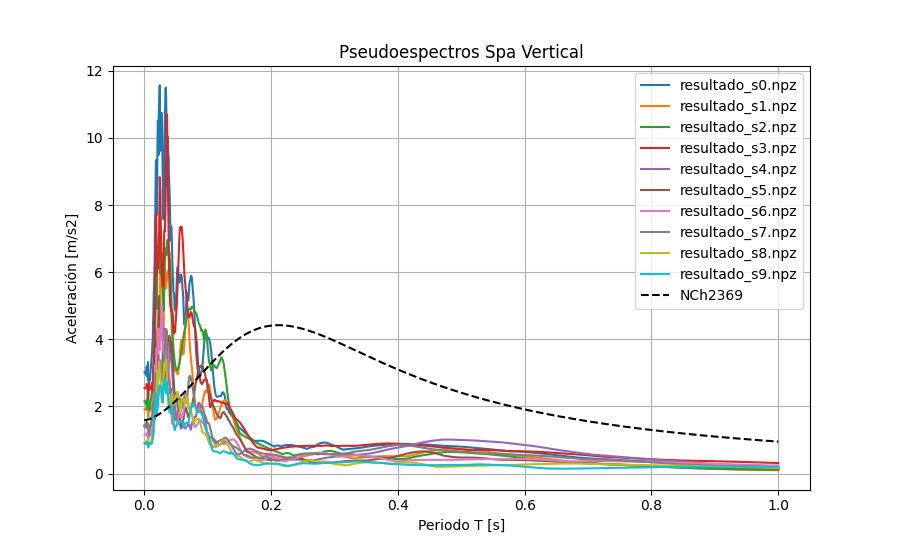 Pseudoespectros Spa Vertical
12
10
8
6
4
2
0
Aceleración [m/s2]
0.0 0.2 0.4 0.6 0.8 1.0
Periodo T [s]
resultado_s0.npz
resultado_s1.npz
resultado_s2.npz
resultado_s3.npz
resultado_s4.npz
resultado_s5.npz
resultado_s6.npz
resultado_s7.npz
resultado_s8.npz
resultado_s9.npz
NCh2369